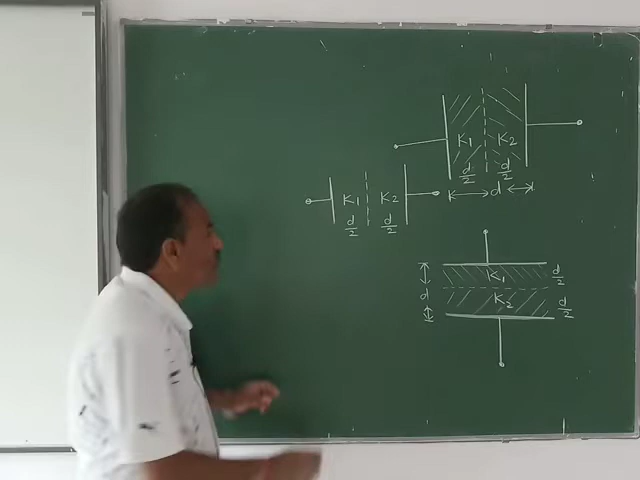 K₁ K₂
d/2 d/2
d
K₁ K₂
d/2 d/2
K₁ d/2
d
K₂ d/2